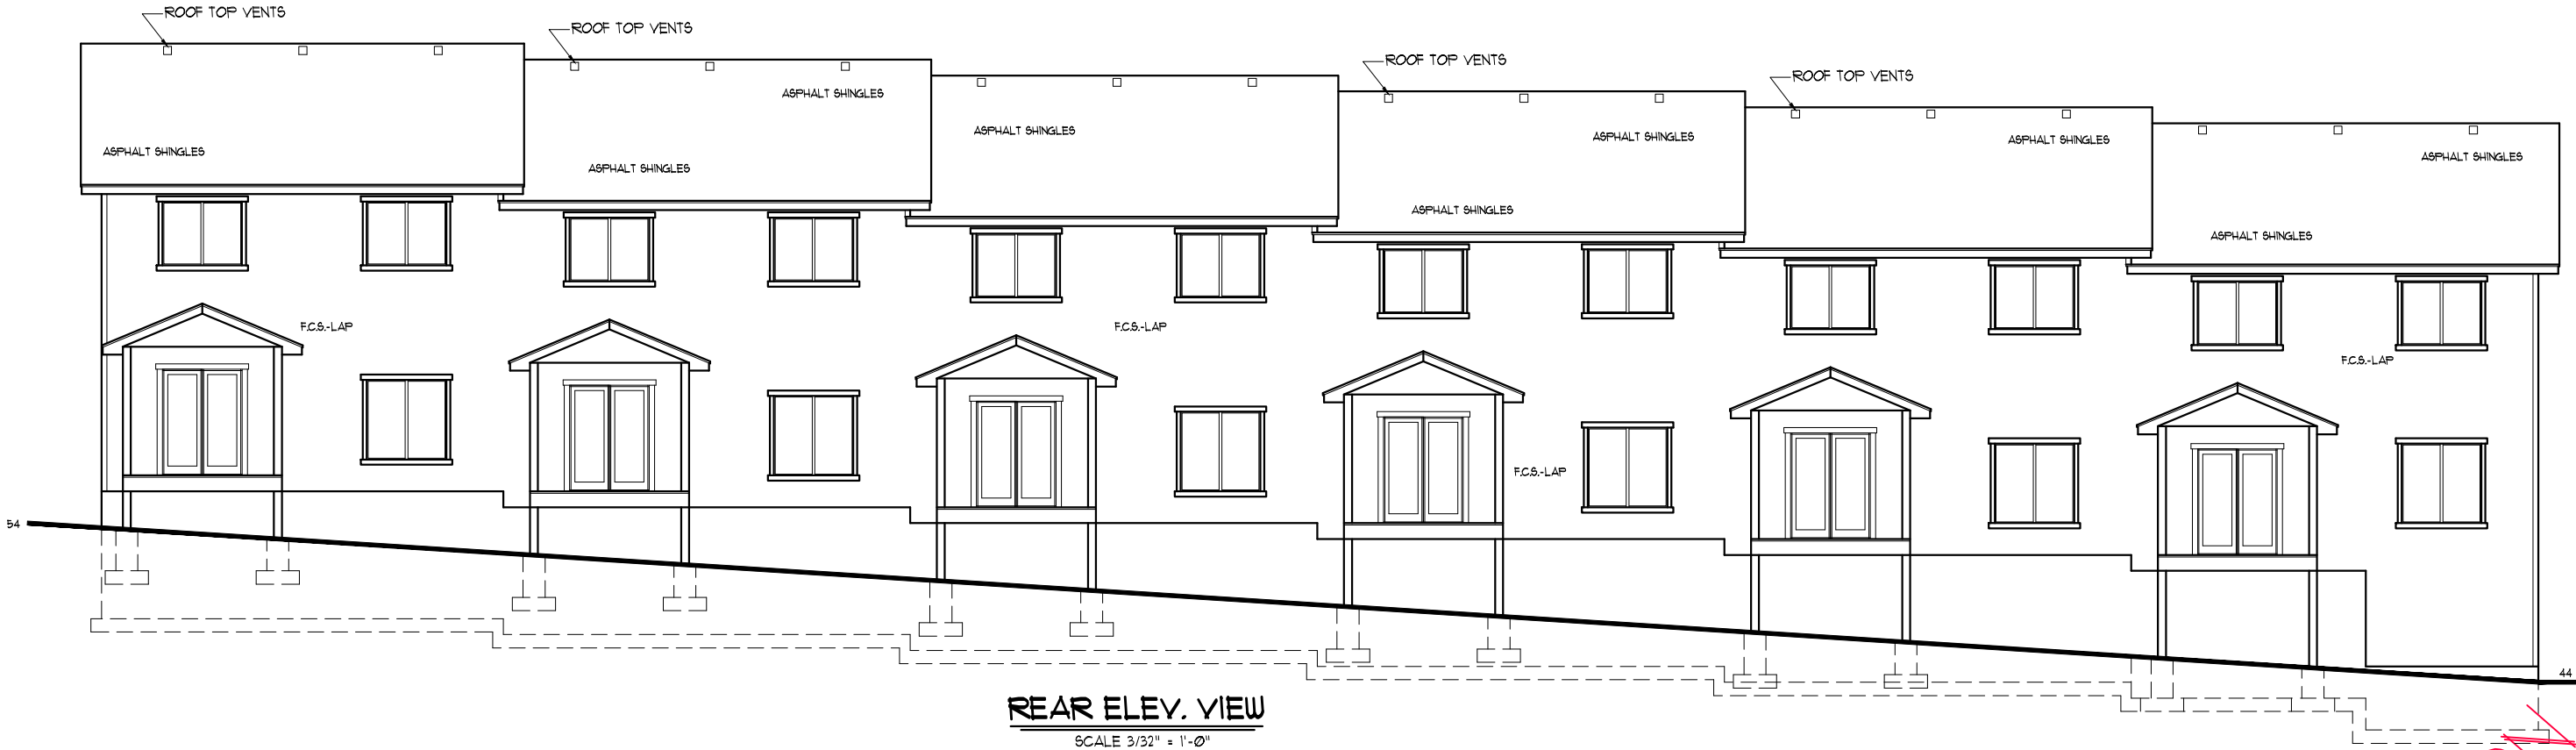 ROOF TOP VENTS
ROOF TOP VENTS
ROOF TOP VENTS
ROOF TOP VENTS
ASPHALT SHINGLES
ASPHALT SHINGLES
ASPHALT SHINGLES
ASPHALT SHINGLES
ASPHALT SHINGLES
ASPHALT SHINGLES
ASPHALT SHINGLES
ASPHALT SHINGLES
ASPHALT SHINGLES
F.C.S.-LAP
F.C.S.-LAP
F.C.S.-LAP
F.C.S.-LAP
54
44
REAR ELEV. VIEW
SCALE 3/32" = 1'-0"